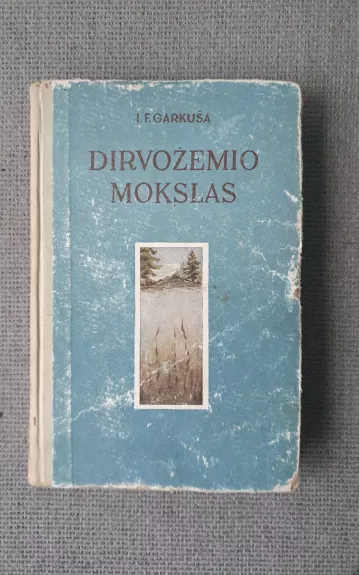 I. F. GARKUŠA
DIRVOŽEMIO
MOKSLAS